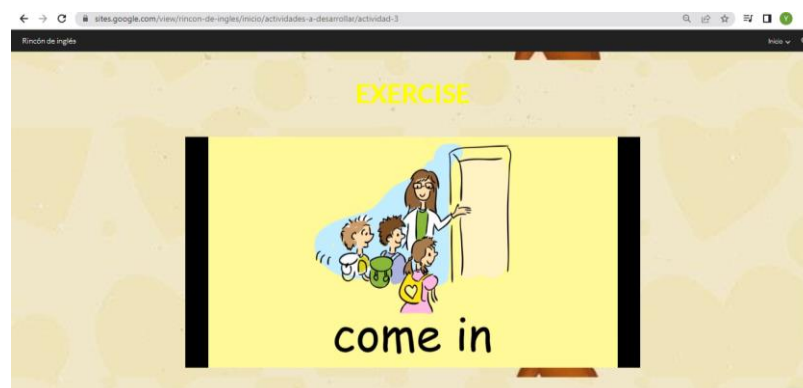 sites.google.com/view/rincon-de-ingles/inicio/actividades-a-desarrollar/actividad-3
Rincón de inglés
Inicio
EXERCISE
come in